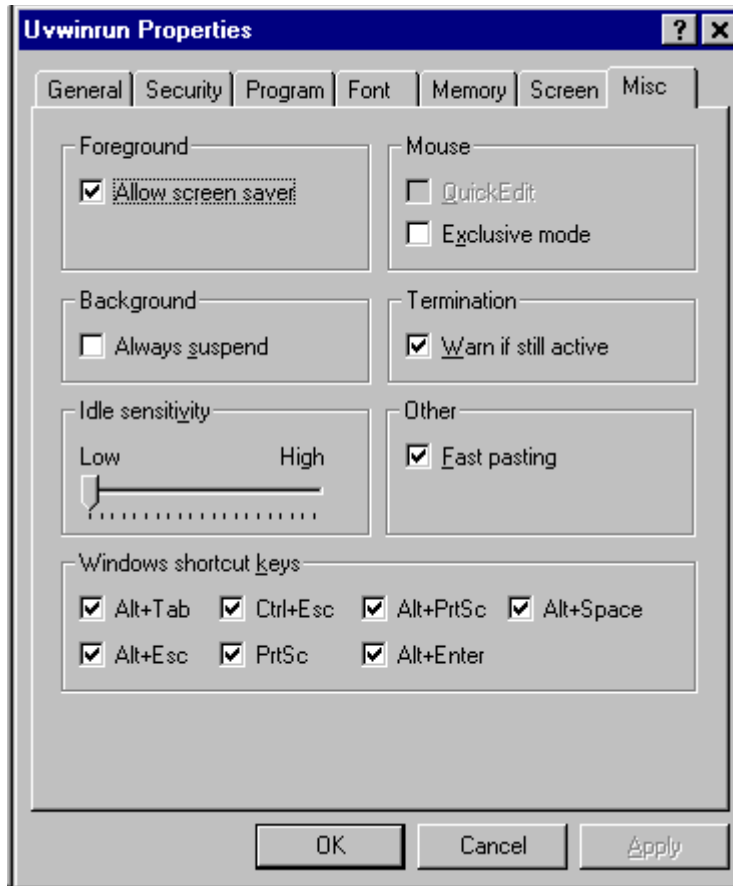 Uvwinrun Properties
General Security Program Font Memory Screen Misc
Foreground
Allow screen saver
Mouse
QuickEdit
Exclusive mode
Background
Always suspend
Termination
Warn if still active
Idle sensitivity
Low High
Other
Fast pasting
Windows shortcut keys
Alt+Tab Ctrl+Esc Alt+PrtSc Alt+Space
Alt+Esc PrtSc Alt+Enter
OK Cancel Apply